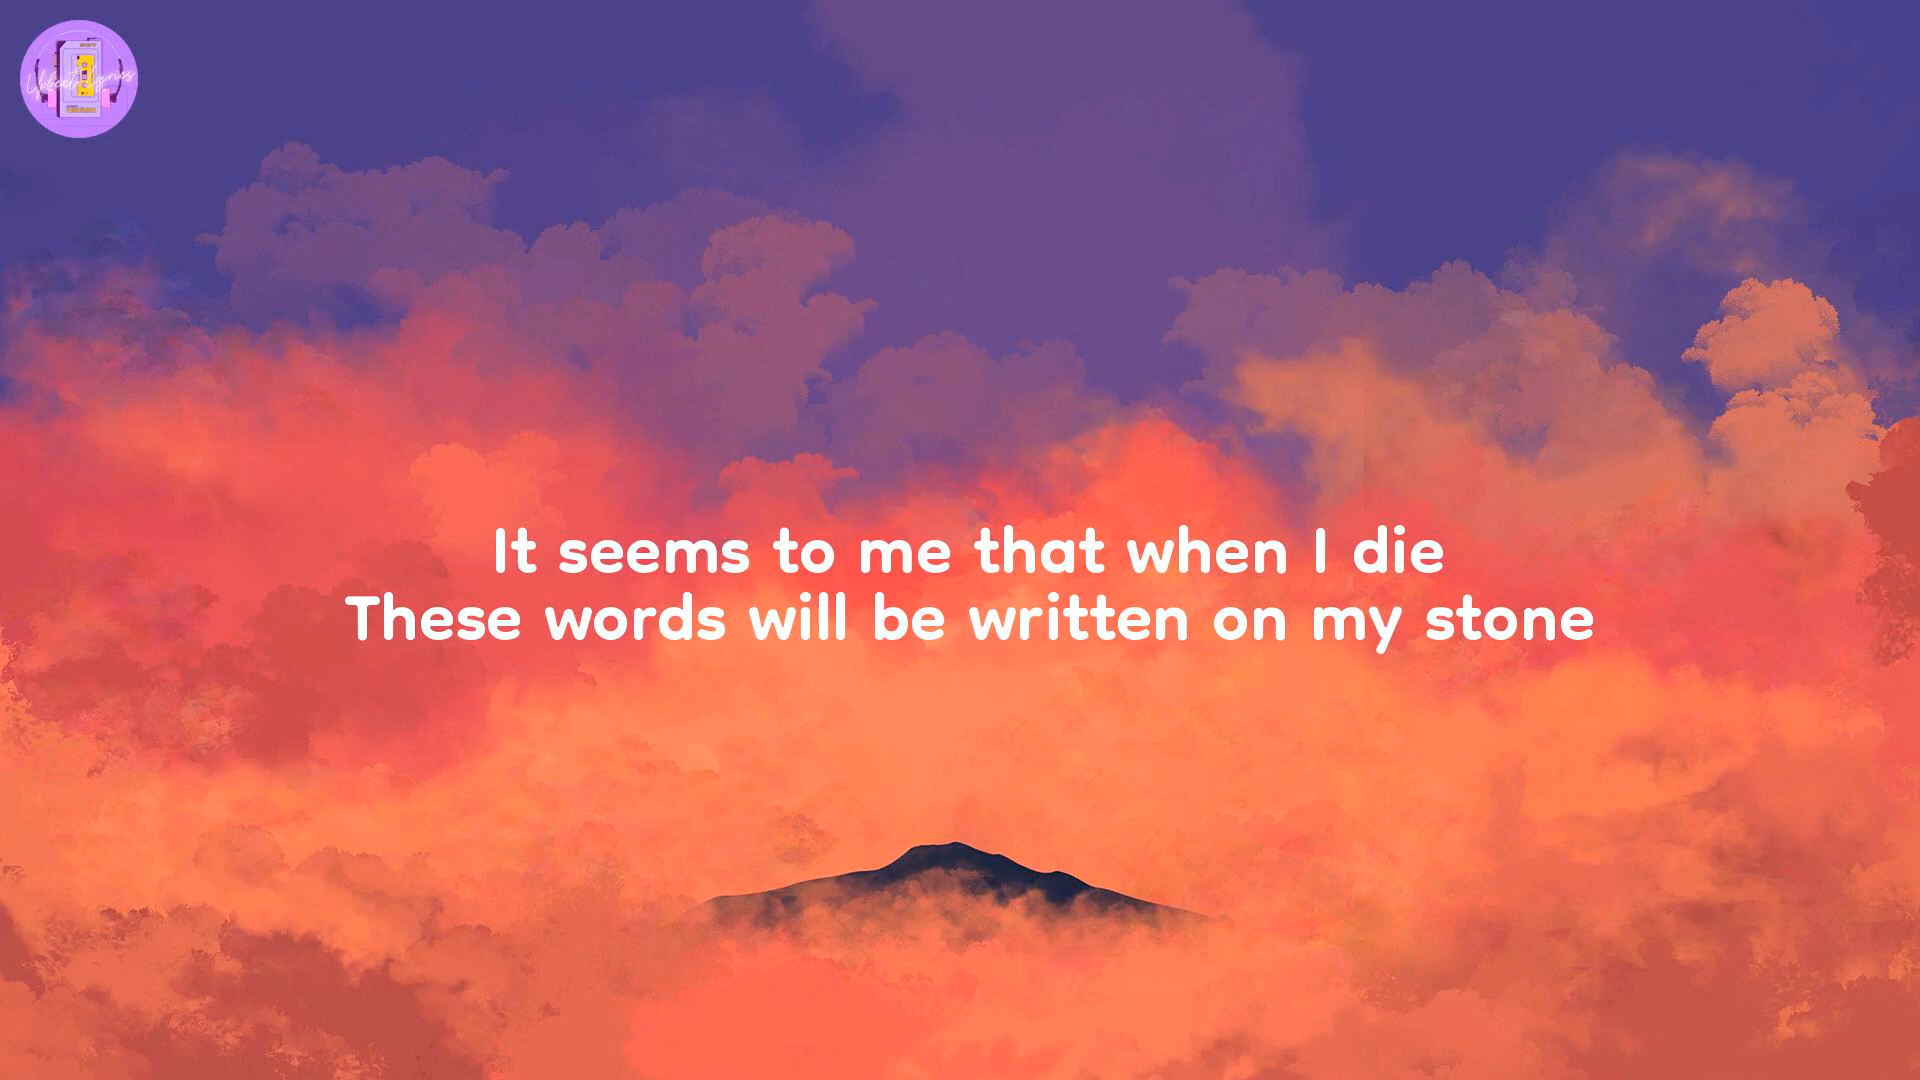 It seems to me that when I die
These words will be written on my stone